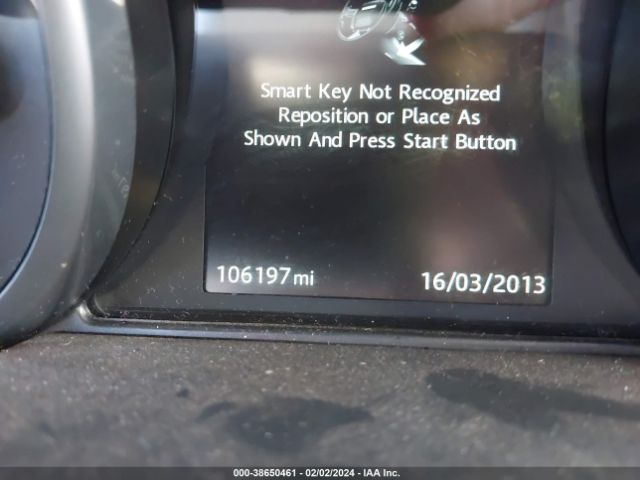 Smart Key Not Recognized
Reposition or Place As
Shown And Press Start Button
106197 mi 16/03/2013
000-38650461 - 02/02/2024 - IAA Inc.